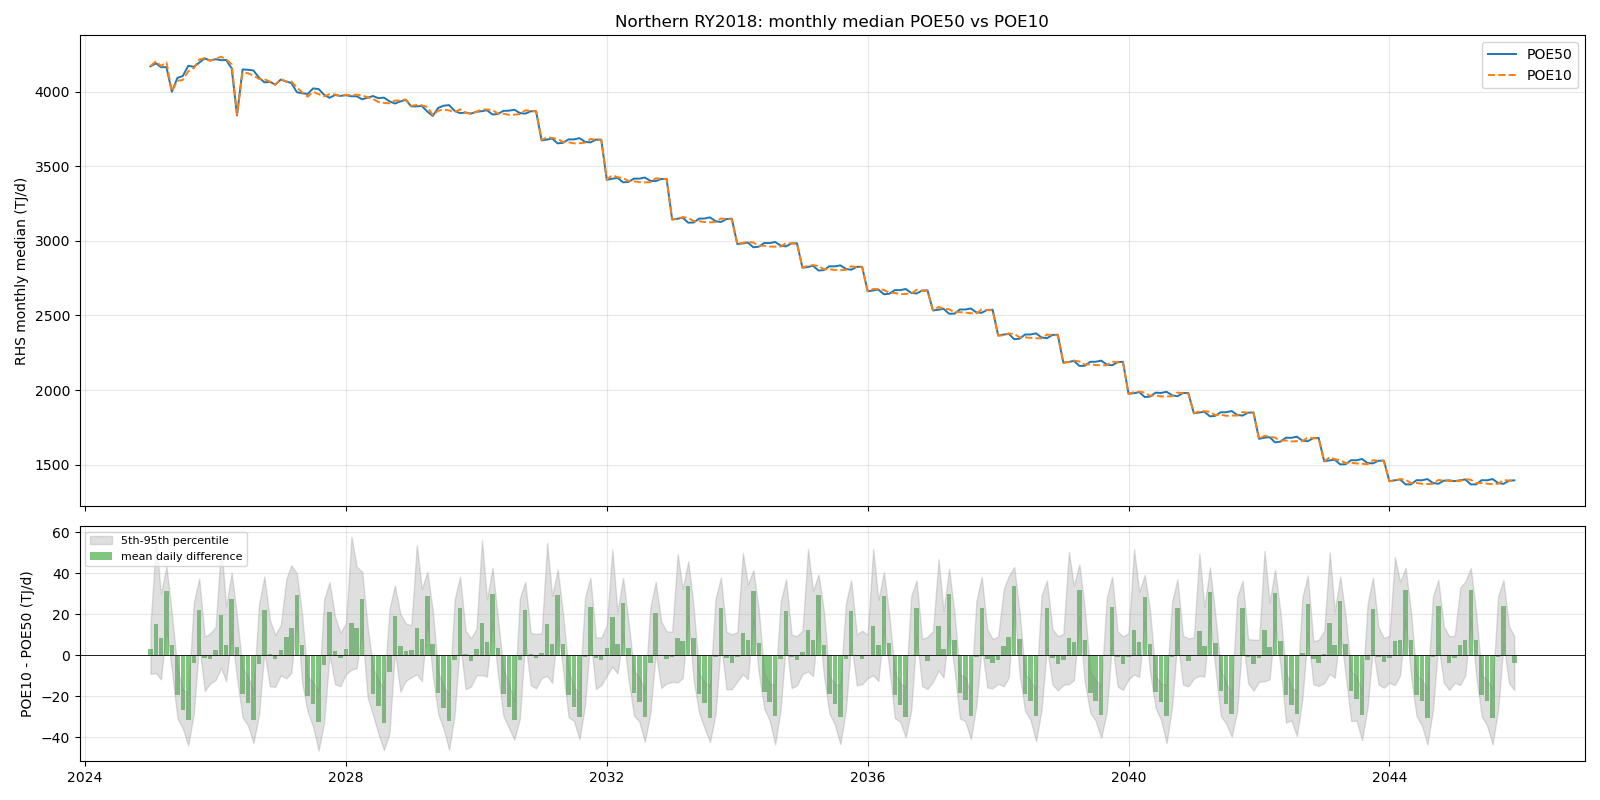 Northern RY2018: monthly median POE50 vs POE10
RHS monthly median (TJ/d)
4000
3500
3000
2500
2000
1500
POE50
POE10
POE10 - POE50 (TJ/d)
60
40
20
0
−20
−40
5th-95th percentile
mean daily difference
2024
2028
2032
2036
2040
2044